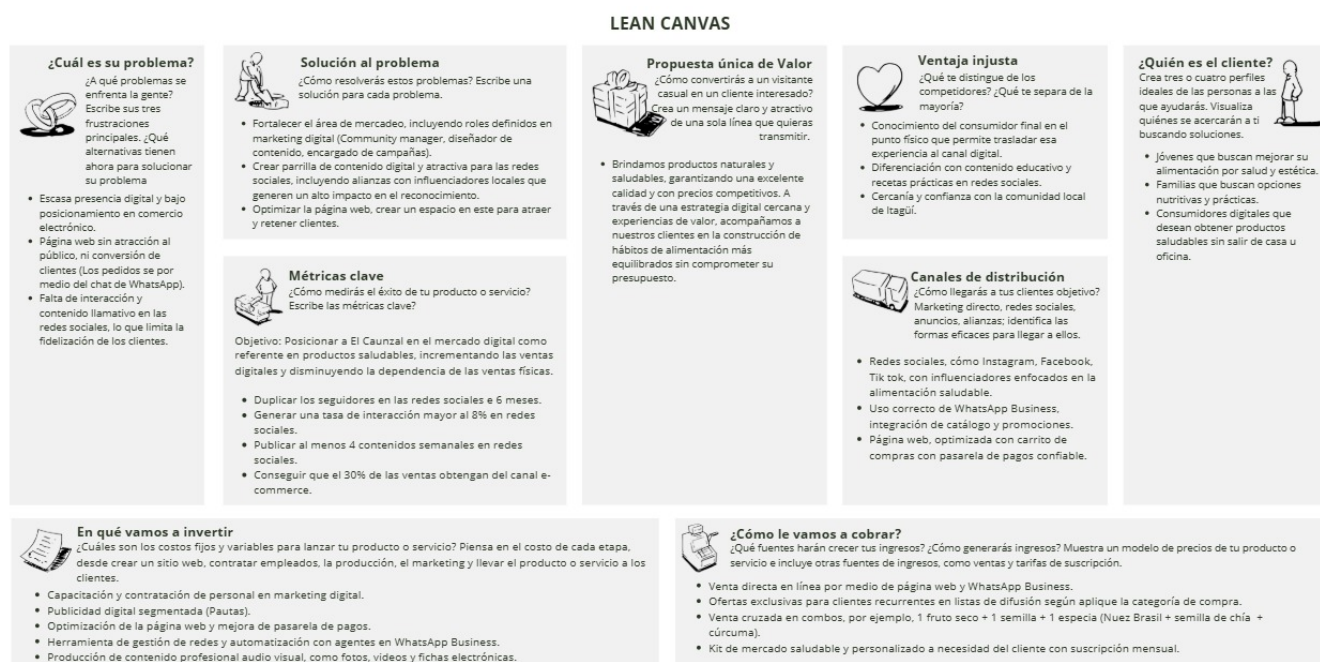 LEAN CANVAS
¿Cuál es su problema?
¿A qué problemas se
enfrenta la gente?
Escribe sus tres
frustraciones
principales. ¿Qué
alternativas tienen
ahora para solucionar
su problema
• Escasa presencia digital y bajo
posicionamiento en comercio
electrónico.
• Página web sin atracción al
público, ni conversión de
clientes (Los pedidos se por
medio del chat de WhatsApp).
• Falta de interacción y
contenido llamativo en las
redes sociales, lo que limita la
fidelización de los clientes.
Solución al problema
¿Cómo resolverás estos problemas? Escribe una
solución para cada problema.
• Fortalecer el área de mercadeo, incluyendo roles definidos en
marketing digital (Community manager, diseñador de
contenido, encargado de campañas).
• Crear parrilla de contenido digital y atractiva para las redes
sociales, incluyendo alianzas con influenciadores locales que
generen un alto impacto en el reconocimiento.
• Optimizar la página web, crear un espacio en este para atraer
y retener clientes.
Métricas clave
¿Cómo medirás el éxito de tu producto o servicio?
Escribe las métricas clave?
Objetivo: Posicionar a El Caunzal en el mercado digital como
referente en productos saludables, incrementando las ventas
digitales y disminuyendo la dependencia de las ventas físicas.
• Duplicar los seguidores en las redes sociales e 6 meses.
• Generar una tasa de interacción mayor al 8% en redes
sociales.
• Publicar al menos 4 contenidos semanales en redes
sociales.
• Conseguir que el 30% de las ventas obtengan del canal e-
commerce.
Propuesta única de Valor
¿Cómo convertirás a un visitante
casual en un cliente interesado?
Crea un mensaje claro y atractivo
de una sola línea que quieras
transmitir.
• Brindamos productos naturales y
saludables, garantizando una excelente
calidad y con precios competitivos. A
través de una estrategia digital cercana y
experiencias de valor, acompañamos a
nuestros clientes en la construcción de
hábitos de alimentación más
equilibrados sin comprometer su
presupuesto.
Ventaja injusta
¿Qué te distingue de los
competidores? ¿Qué te separa de la
mayoría?
• Conocimiento del consumidor final en el
punto físico que permite trasladar esa
experiencia al canal digital.
• Diferenciación con contenido educativo y
recetas prácticas en redes sociales.
• Cercanía y confianza con la comunidad local
de Itagüí.
Canales de distribución
¿Cómo llegarás a tus clientes objetivo?
Marketing directo, redes sociales,
anuncios, alianzas; identifica las
formas eficaces para llegar a ellos.
• Redes sociales, cómo Instagram, Facebook,
Tik tok, con influenciadores enfocados en la
alimentación saludable.
• Uso correcto de WhatsApp Business,
integración de catálogo y promociones.
• Página web, optimizada con carrito de
compras con pasarela de pagos confiable.
¿Quién es el cliente?
Crea tres o cuatro perfiles
ideales de las personas a las
que ayudarás. Visualiza
quiénes se acercarán a ti
buscando soluciones.
• Jóvenes que buscan mejorar su
alimentación por salud y estética.
• Familias que buscan opciones
nutritivas y prácticas.
• Consumidores digitales que
desean obtener productos
saludables sin salir de casa u
oficina.
En qué vamos a invertir
¿Cuáles son los costos fijos y variables para lanzar tu producto o servicio? Piensa en el costo de cada etapa,
desde crear un sitio web, contratar empleados, la producción, el marketing y llevar el producto o servicio a los
clientes.
• Capacitación y contratación de personal en marketing digital.
• Publicidad digital segmentada (Pautas).
• Optimización de la página web y mejora de pasarela de pagos.
• Herramienta de gestión de redes y automatización con agentes en WhatsApp Business.
• Producción de contenido profesional audio visual, como fotos, videos y fichas electrónicas.
¿Cómo le vamos a cobrar?
¿Qué fuentes harán crecer tus ingresos? ¿Cómo generarás ingresos? Muestra un modelo de precios de tu producto o
servicio e incluye otras fuentes de ingresos, como ventas y tarifas de suscripción.
• Venta directa en línea por medio de página web y WhatsApp Business.
• Ofertas exclusivas para clientes recurrentes en listas de difusión según aplique la categoría de compra.
• Venta cruzada en combos, por ejemplo, 1 fruto seco + 1 semilla + 1 especia (Nuez Brasil + semilla de chía +
cúrcuma).
• Kit de mercado saludable y personalizado a necesidad del cliente con suscripción mensual.